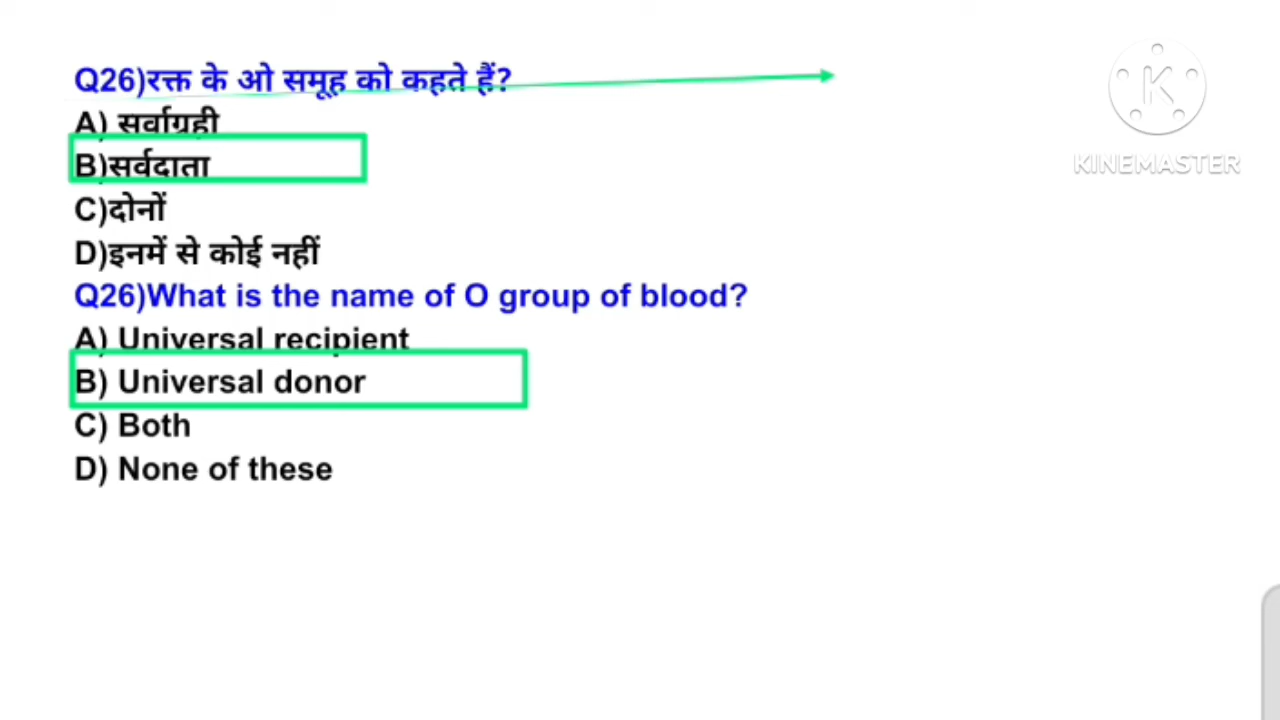 Q26)रक्त के ओ समूह को कहते हैं?
A) सर्वाग्रही
B)सर्वदाता
C)दोनों
D)इनमें से कोई नहीं
Q26)What is the name of O group of blood?
A) Universal recipient
B) Universal donor
C) Both
D) None of these
K
KINEMASTER